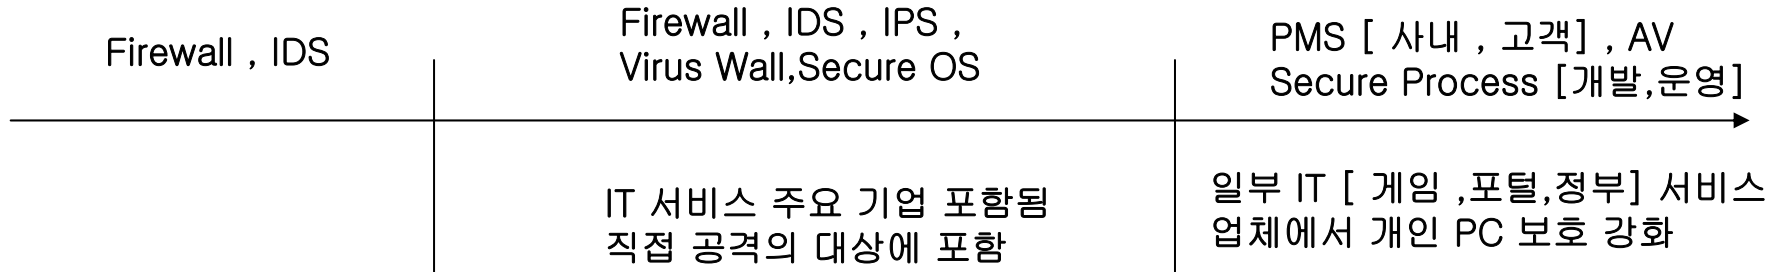 Firewall , IDS
Firewall , IDS , IPS ,
Virus Wall,Secure OS
PMS [ 사내 , 고객] , AV
Secure Process [개발,운영]
IT 서비스 주요 기업 포함됨
직접 공격의 대상에 포함
일부 IT [ 게임 ,포털,정부] 서비스
업체에서 개인 PC 보호 강화